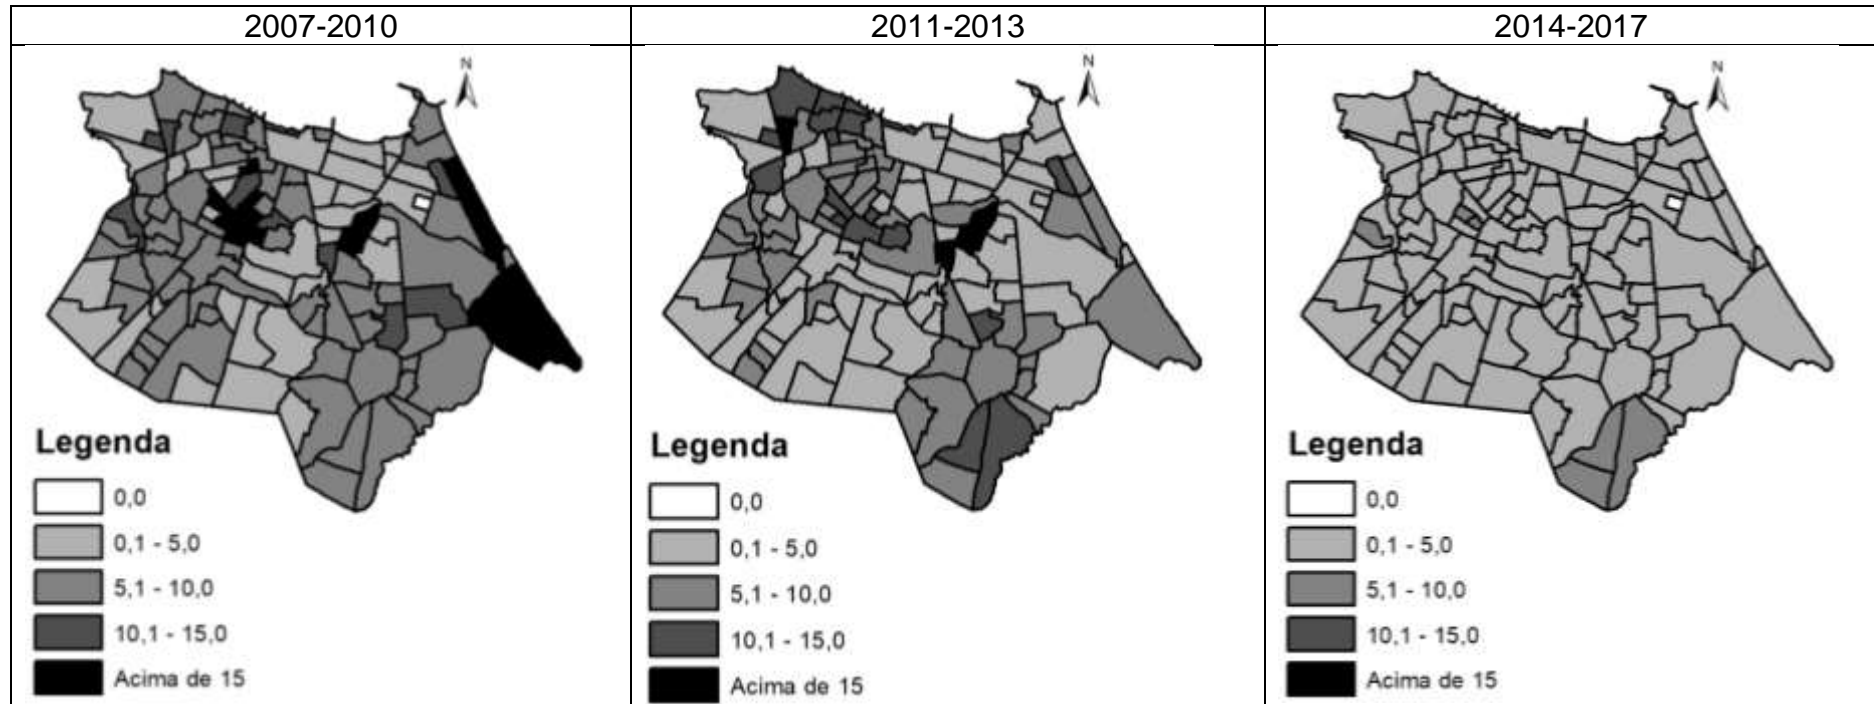 2007-2010
2011-2013
2014-2017
N
Legenda
0,0
0,1 - 5,0
5,1 - 10,0
10,1 - 15,0
Acima de 15
N
Legenda
0,0
0,1 - 5,0
5,1 - 10,0
10,1 - 15,0
Acima de 15
N
Legenda
0,0
0,1 - 5,0
5,1 - 10,0
10,1 - 15,0
Acima de 15